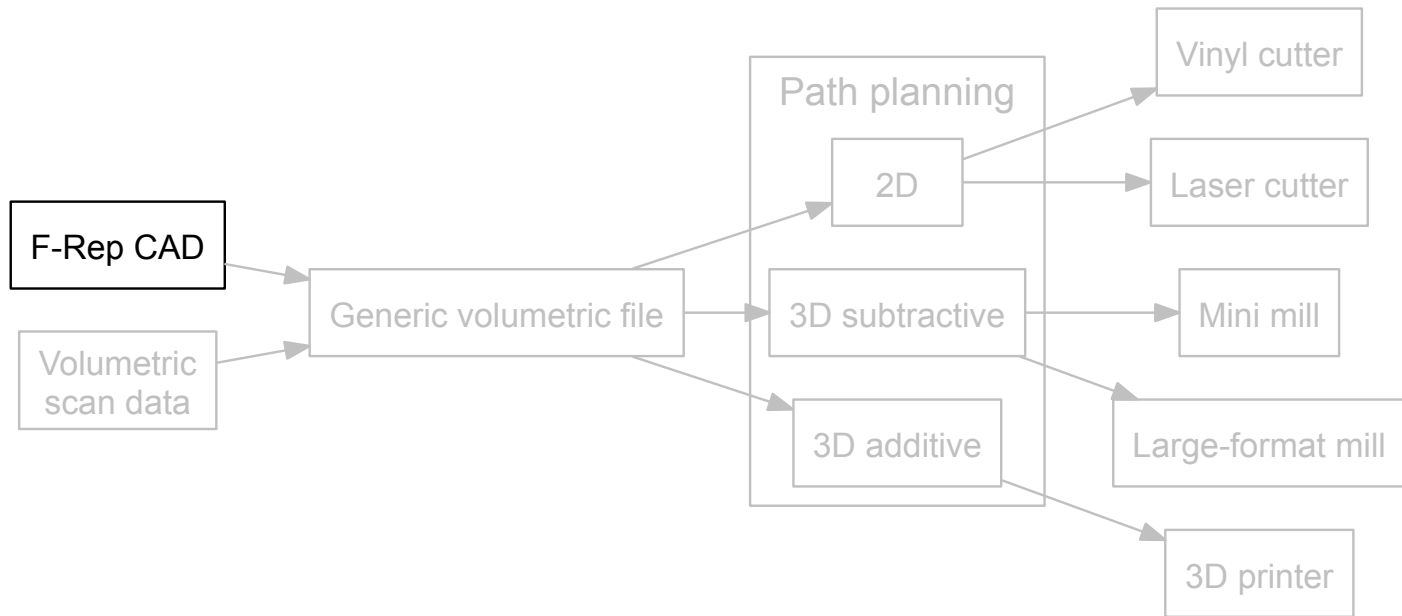 F-Rep CAD
Volumetric
scan data
Generic volumetric file
Path planning
2D
3D subtractive
3D additive
Vinyl cutter
Laser cutter
Mini mill
Large-format mill
3D printer